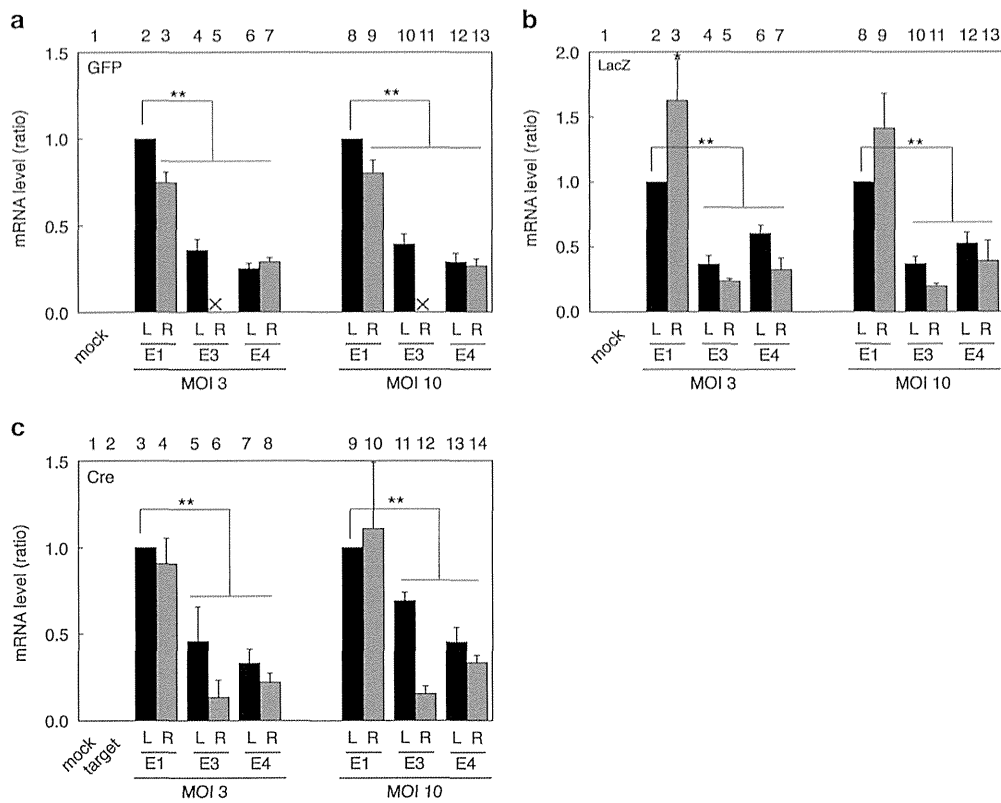 a
1 2 3 4 5 6 7 8 9 10 11 12 13
GFP
mRNA level (ratio)
1.5
1.0
0.5
0.0
** **
× ×
mock
L R L R L R L R L R L R
E1 E3 E4 E1 E3 E4
MOI 3 MOI 10
b
1 2 3 4 5 6 7 8 9 10 11 12 13
LacZ
mRNA level (ratio)
2.0
1.5
1.0
0.5
0.0
*
** **
mock
L R L R L R L R L R L R
E1 E3 E4 E1 E3 E4
MOI 3 MOI 10
c
1 2 3 4 5 6 7 8 9 10 11 12 13 14
Cre
mRNA level (ratio)
1.5
1.0
0.5
0.0
** **
mock
target
L R L R L R L R L R L R
E1 E3 E4 E1 E3 E4
MOI 3 MOI 10